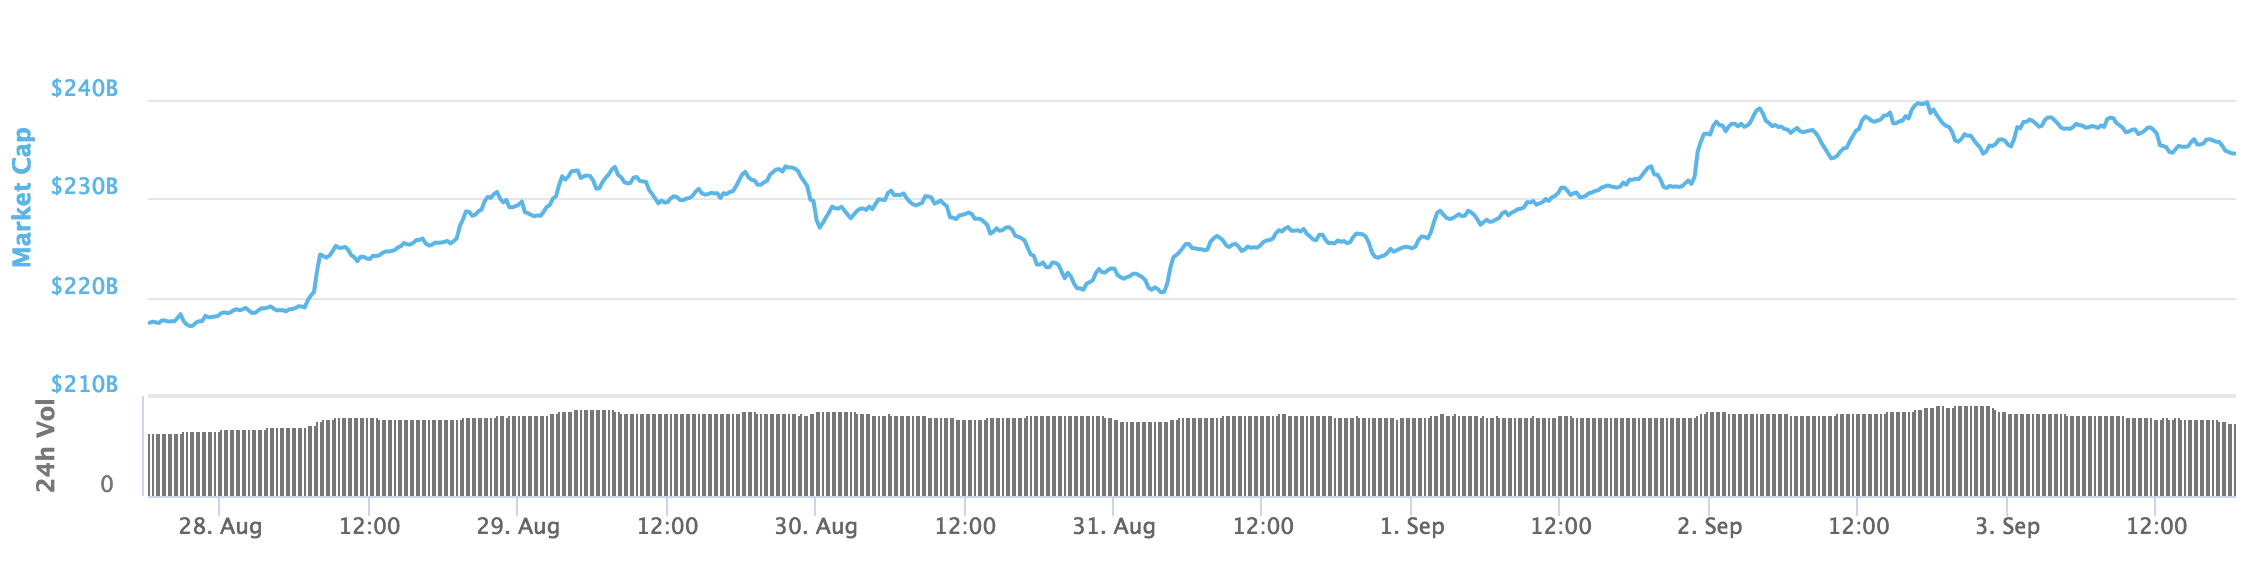 $240B
$230B
$220B
$210B
Market Cap
24h Vol
0
28. Aug 12:00 29. Aug 12:00 30. Aug 12:00 31. Aug 12:00 1. Sep 12:00 2. Sep 12:00 3. Sep 12:00